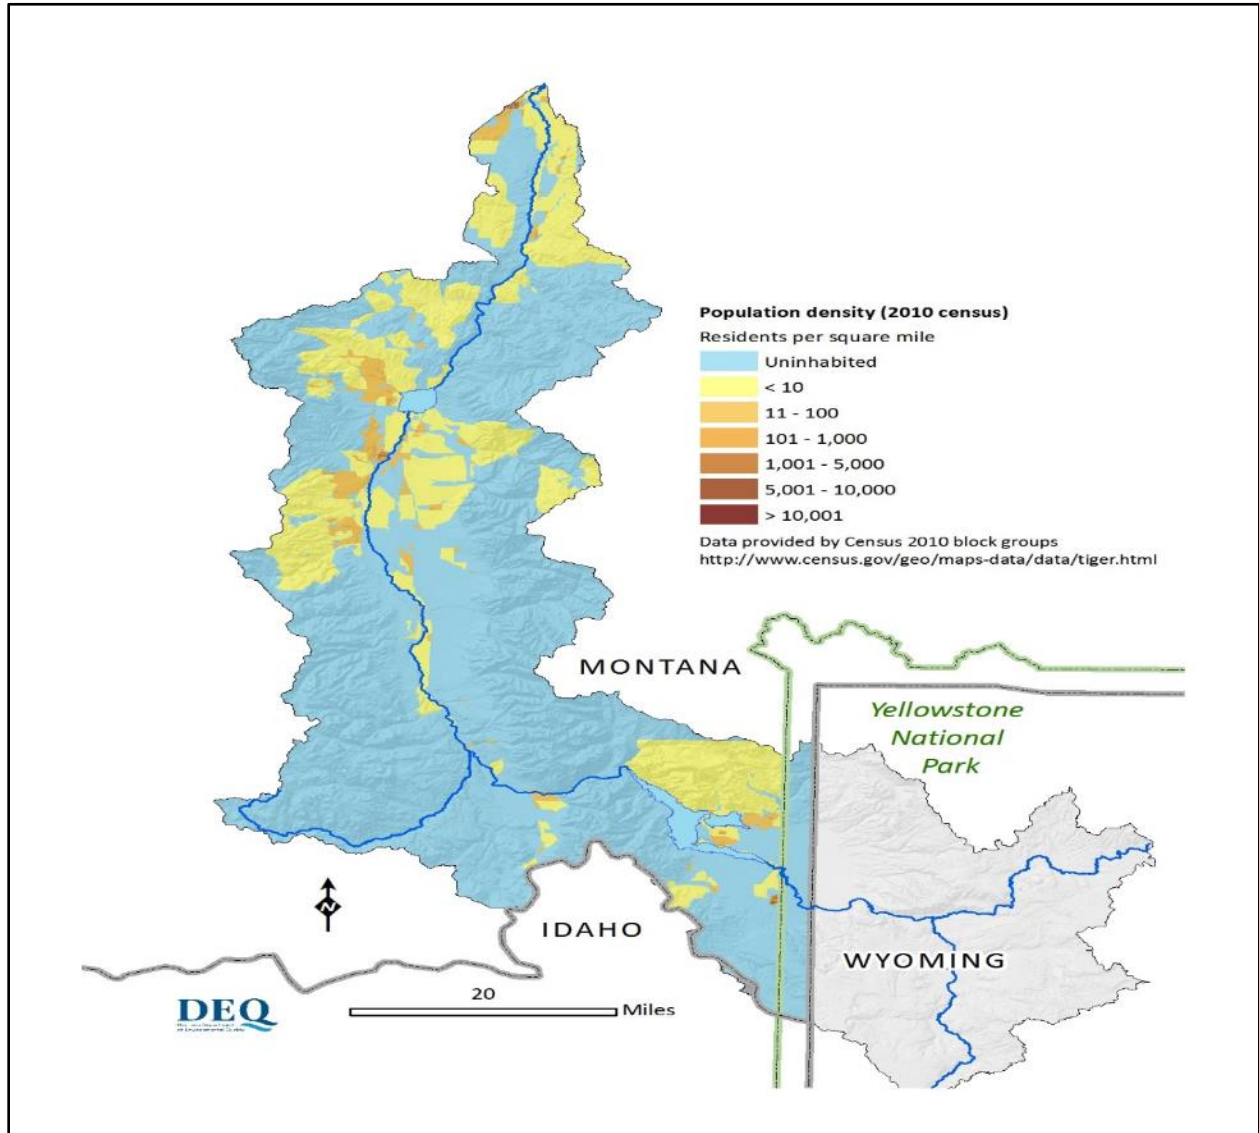 Population density (2010 census)
Residents per square mile
Uninhabited
< 10
11 - 100
101 - 1,000
1,001 - 5,000
5,001 - 10,000
> 10,001
Data provided by Census 2010 block groups
http://www.census.gov/geo/maps-data/data/tiger.html
MONTANA
Yellowstone
National
Park
N
IDAHO
WYOMING
DEQ
20
Miles